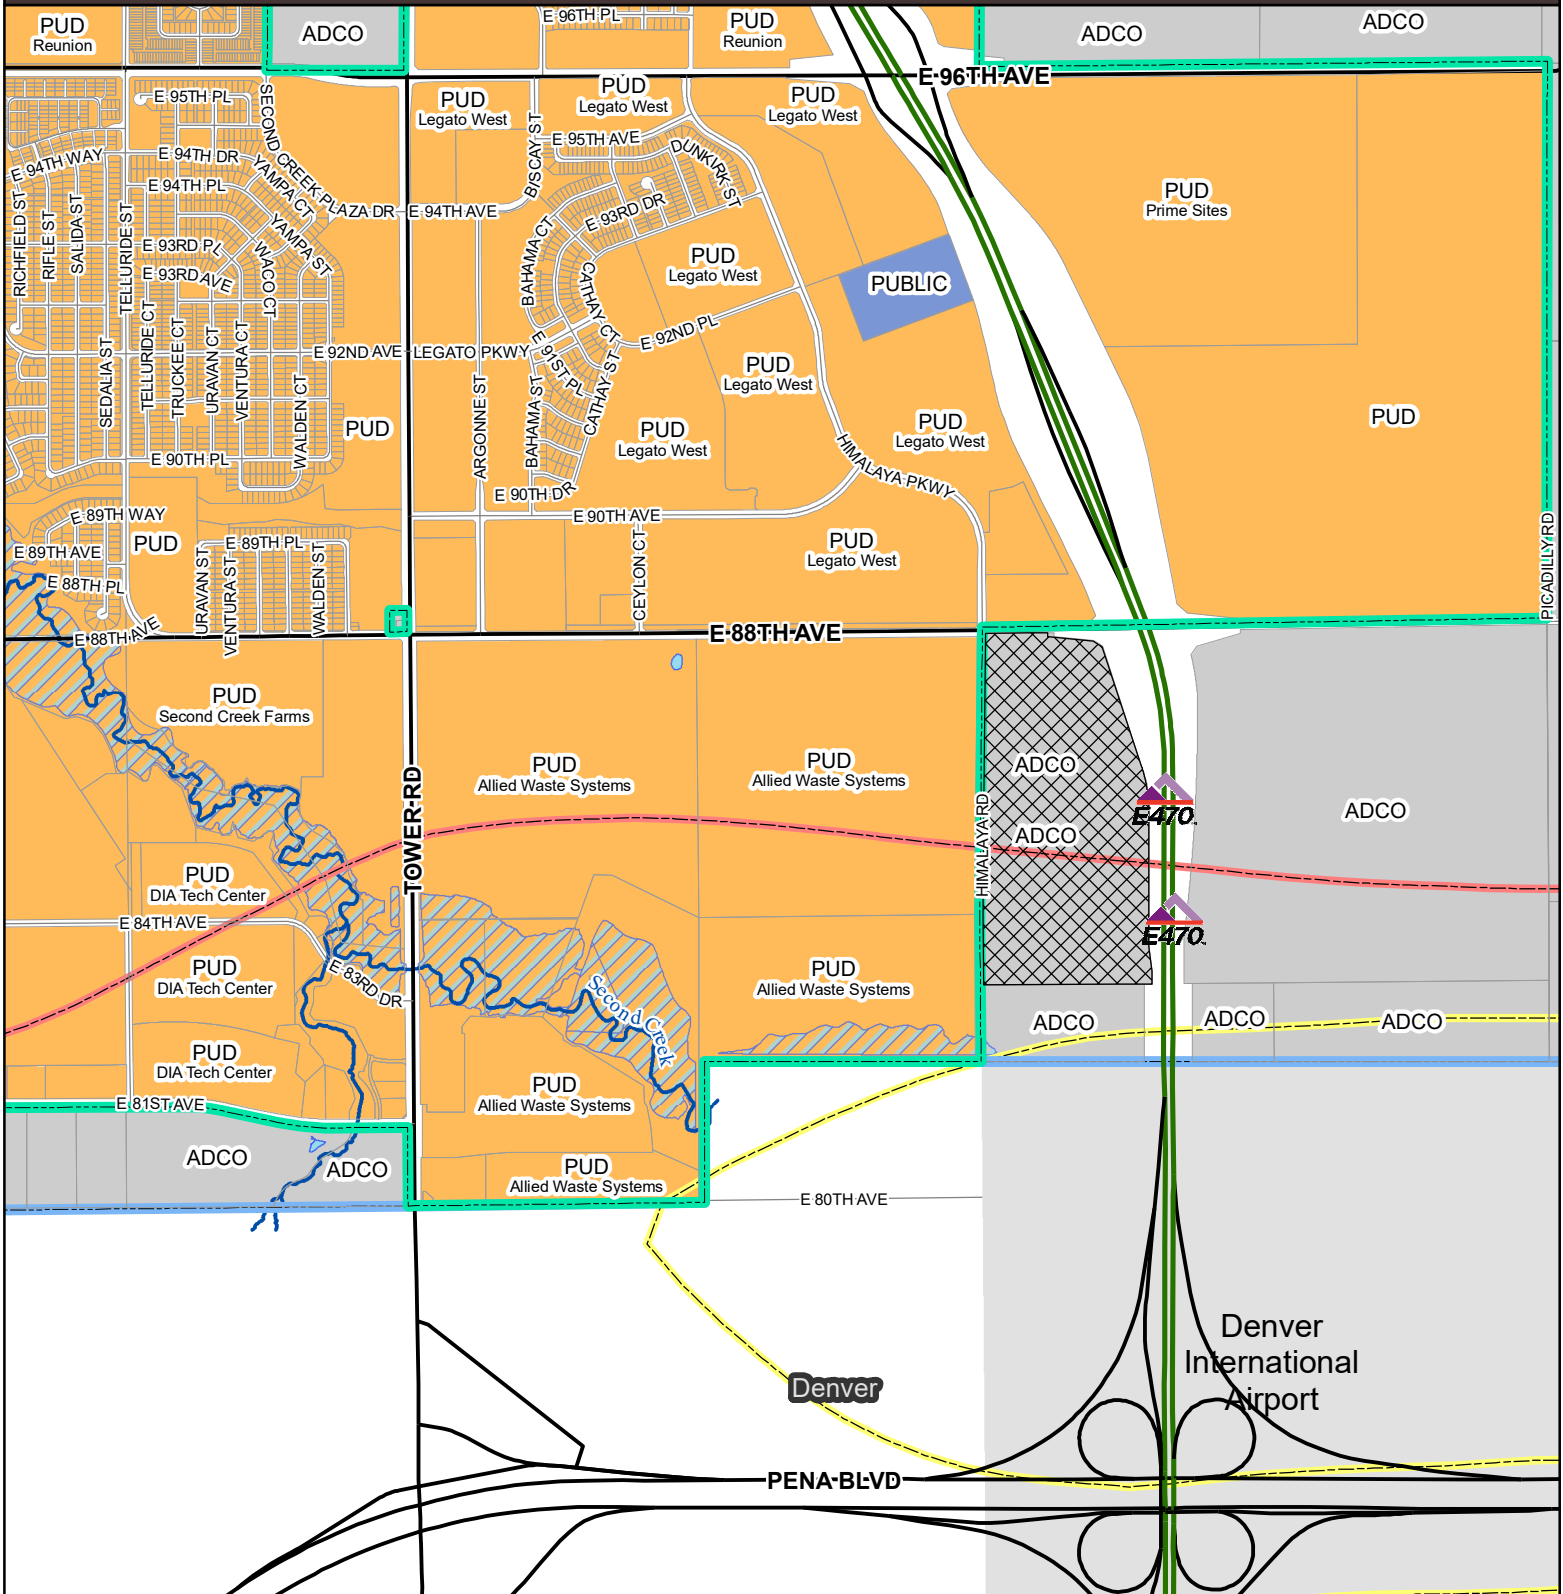 PUD
Reunion
ADCO
E 96TH PL
PUD
Reunion
ADCO
ADCO
E 96TH AVE
E 95TH PL
SECOND CREEK PLAZA DR
PUD
Legato West
PUD
Legato West
PUD
Legato West
BISCAY ST
E 95TH AVE
DUNKIRK ST
E 94TH WAY
E 94TH DR
YAMPA CT
E 94TH PL
E 94TH AVE
E 93RD DR
PUD
Prime Sites
RICHFIELD ST
RIFLE ST
SALIDA ST
TELLURIDE ST
E 93RD PL
E 93RD AVE
WACO CT
YAMPA ST
BAHAMA CT
CATHAY CT
PUD
Legato West
PUBLIC
SEDALIA ST
TELLURIDE CT
TRUCKEE CT
URAVAN CT
VENTURA CT
WALDEN CT
E 92ND AVE
LEGATO PKWY
E 91ST PL
E 92ND PL
CATHAY ST
BAHAMA ST
ARGONNE ST
PUD
Legato West
PUD
PUD
Legato West
PUD
Legato West
PUD
HIMALAYA PKWY
E 90TH PL
E 90TH DR
E 90TH AVE
E 89TH WAY
E 89TH AVE
PUD
E 89TH PL
E 88TH PL
URAVAN ST
VENTURA ST
WALDEN ST
CEYLON CT
PUD
Legato West
PICADILLY RD
E 88TH AVE
E 88TH AVE
PUD
Second Creek Farms
PUD
Allied Waste Systems
PUD
Allied Waste Systems
ADCO
E470
ADCO
ADCO
TOWER RD
HIMALAYA RD
PUD
DIA Tech Center
E 84TH AVE
E470
PUD
DIA Tech Center
E 83RD DR
Second Creek
PUD
Allied Waste Systems
ADCO
ADCO
ADCO
PUD
DIA Tech Center
PUD
Allied Waste Systems
E 81ST AVE
ADCO
ADCO
PUD
Allied Waste Systems
E 80TH AVE
Denver
International
Airport
Denver
PENA BLVD